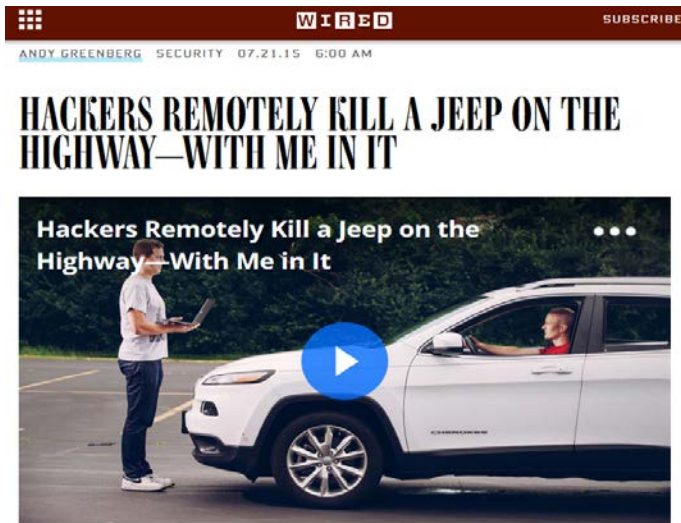 WIRED
SUBSCRIBE
ANDY GREENBERG SECURITY 07.21.15 6:00 AM
HACKERS REMOTELY KILL A JEEP ON THE
HIGHWAY—WITH ME IN IT
Hackers Remotely Kill a Jeep on the
Highway—With Me in It
CHEROKEE